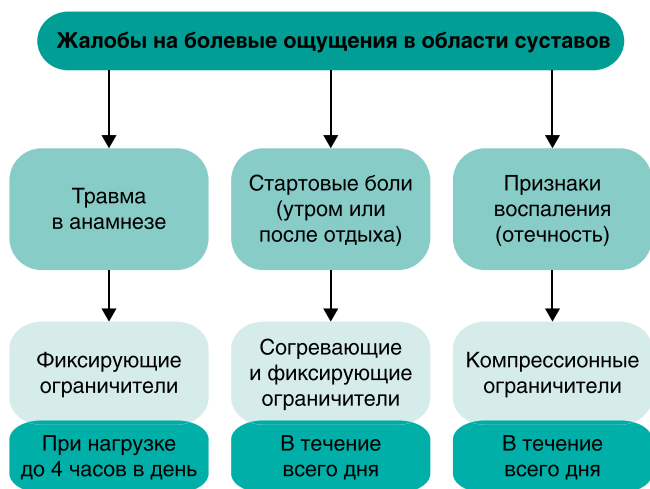 Жалобы на болевые ощущения в области суставов
Травма
в анамнезе
Стартовые боли
(утром или
после отдыха)
Признаки
воспаления
(отечность)
Фиксирующие
ограничители
Согревающие
и фиксирующие
ограничители
Компрессионные
ограничители
При нагрузке
до 4 часов в день
В течение
всего дня
В течение
всего дня